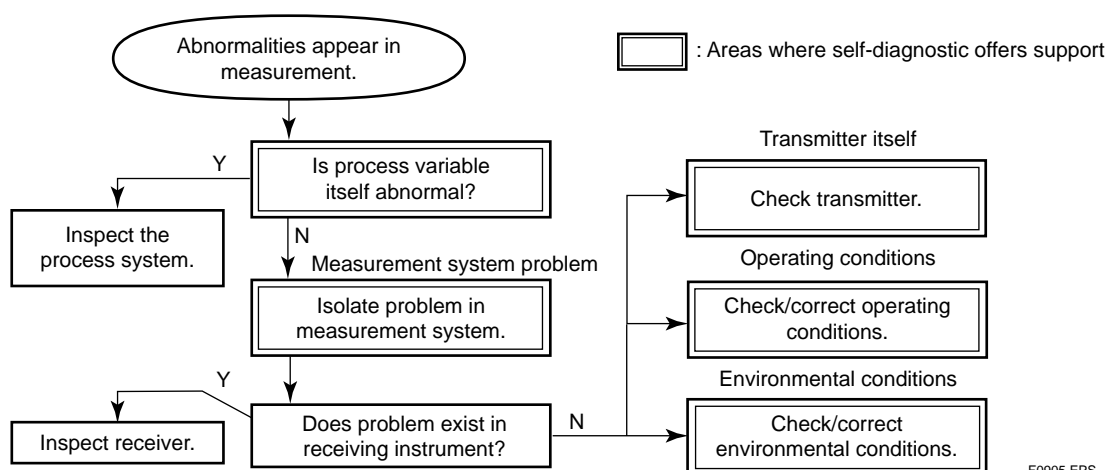 Abnormalities appear in
measurement.
: Areas where self-diagnostic offers support
Y
Is process variable
itself abnormal?
Inspect the
process system.
N
Measurement system problem
Isolate problem in
measurement system.
Y
Inspect receiver.
Does problem exist in
receiving instrument?
N
Transmitter itself
Check transmitter.
Operating conditions
Check/correct operating
conditions.
Environmental conditions
Check/correct
environmental conditions.
F0905.EPS